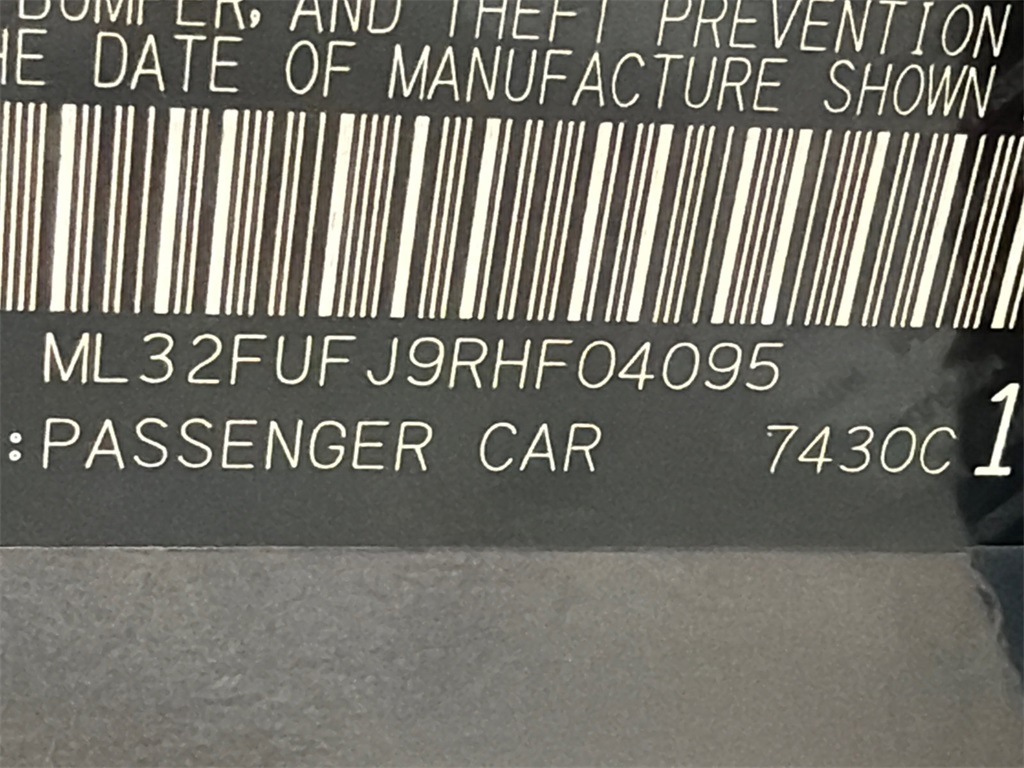 BUMPER, AND THEFT PREVENTION
HE DATE OF MANUFACTURE SHOWN
ML32FUFJ9RHF04095
:PASSENGER CAR 7430C 1